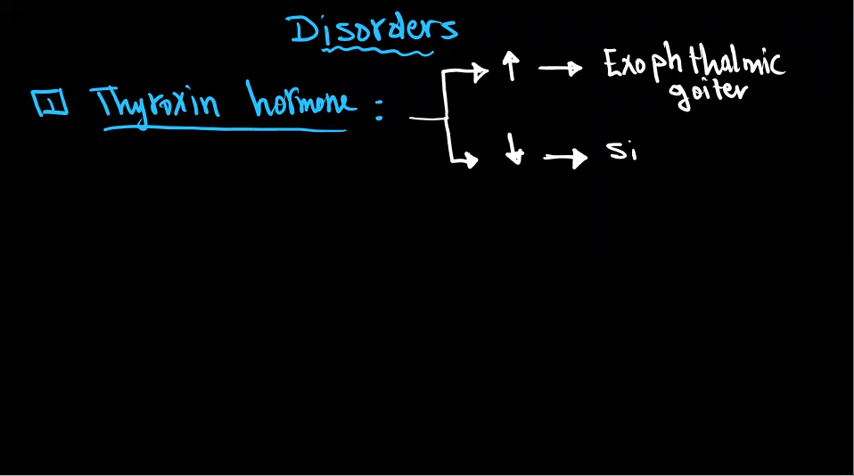 Disorders
1 Thyroxin hormone : ↑ → Exophthalmic
goiter
↓ → Si